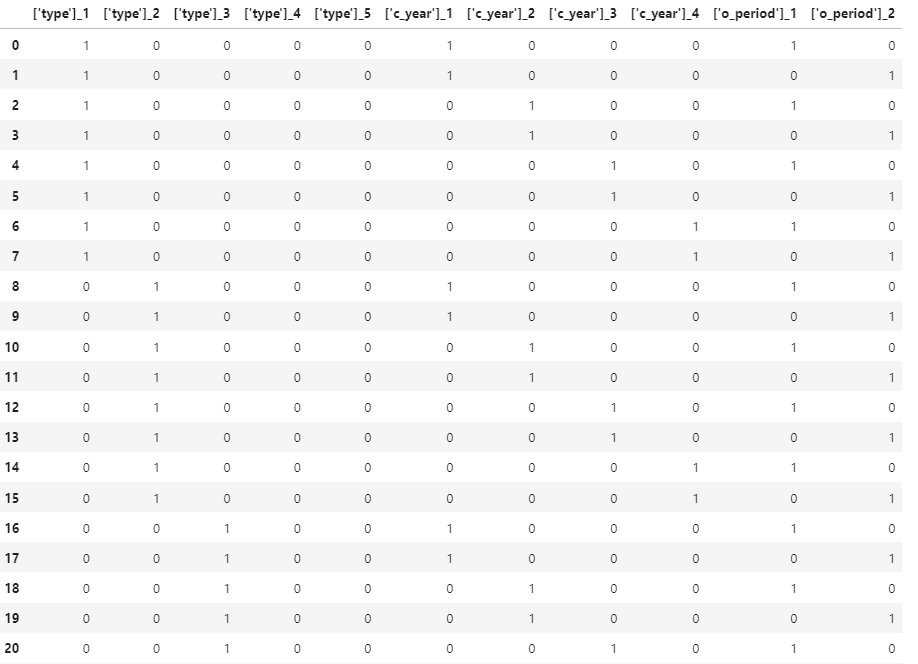 ['type']_1 ['type']_2 ['type']_3 ['type']_4 ['type']_5 ['c_year']_1 ['c_year']_2 ['c_year']_3 ['c_year']_4 ['o_period']_1 ['o_period']_2
0 1 0 0 0 0 1 0 0 0 1 0
1 1 0 0 0 0 1 0 0 0 0 1
2 1 0 0 0 0 0 1 0 0 1 0
3 1 0 0 0 0 0 1 0 0 0 1
4 1 0 0 0 0 0 0 1 0 1 0
5 1 0 0 0 0 0 0 1 0 0 1
6 1 0 0 0 0 0 0 0 1 1 0
7 1 0 0 0 0 0 0 0 1 0 1
8 0 1 0 0 0 1 0 0 0 1 0
9 0 1 0 0 0 1 0 0 0 0 1
10 0 1 0 0 0 0 1 0 0 1 0
11 0 1 0 0 0 0 1 0 0 0 1
12 0 1 0 0 0 0 0 1 0 1 0
13 0 1 0 0 0 0 0 1 0 0 1
14 0 1 0 0 0 0 0 0 1 1 0
15 0 1 0 0 0 0 0 0 1 0 1
16 0 0 1 0 0 1 0 0 0 1 0
17 0 0 1 0 0 1 0 0 0 0 1
18 0 0 1 0 0 0 1 0 0 1 0
19 0 0 1 0 0 0 1 0 0 0 1
20 0 0 1 0 0 0 0 1 0 1 0